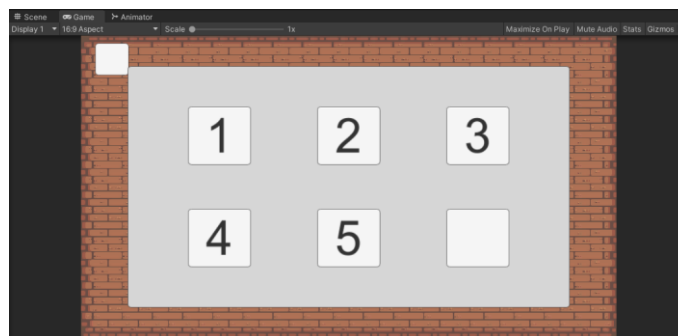 Scene Game Animator
Display 1 16:9 Aspect Scale 1x Maximize On Play Mute Audio Stats Gizmos
1 2 3
4 5